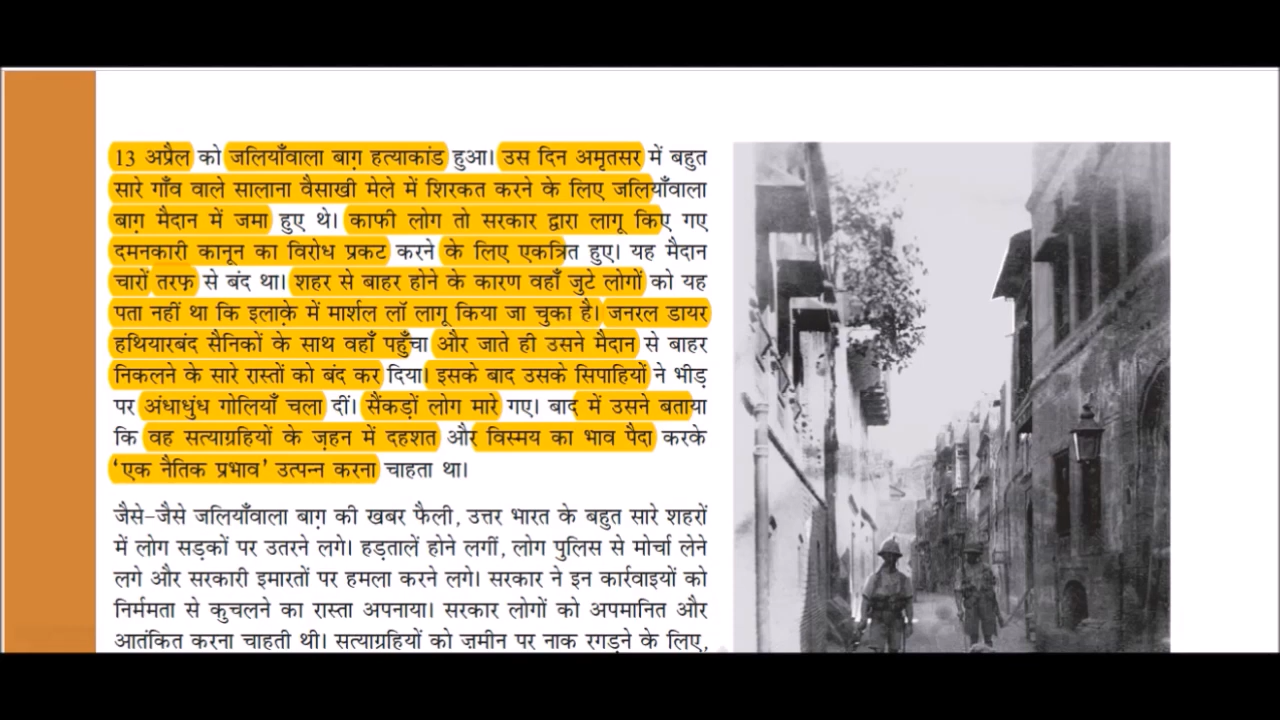 13 अप्रैल को जलियाँवाला बाग़ हत्याकांड हुआ। उस दिन अमृतसर में बहुत
सारे गाँव वाले सालाना वैसाखी मेले में शिरकत करने के लिए जलियाँवाला
बाग़ मैदान में जमा हुए थे। काफी लोग तो सरकार द्वारा लागू किए गए
दमनकारी कानून का विरोध प्रकट करने के लिए एकत्रित हुए। यह मैदान
चारों तरफ़ से बंद था। शहर से बाहर होने के कारण वहाँ जुटे लोगों को यह
पता नहीं था कि इलाक़े में मार्शल लॉ लागू किया जा चुका है। जनरल डायर
हथियारबंद सैनिकों के साथ वहाँ पहुँचा और जाते ही उसने मैदान से बाहर
निकलने के सारे रास्तों को बंद कर दिया। इसके बाद उसके सिपाहियों ने भीड़
पर अंधाधुंध गोलियाँ चला दीं। सैंकड़ों लोग मारे गए। बाद में उसने बताया
कि वह सत्याग्रहियों के ज़हन में दहशत और विस्मय का भाव पैदा करके
‘एक नैतिक प्रभाव’ उत्पन्न करना चाहता था।
जैसे-जैसे जलियाँवाला बाग़ की खबर फैली, उत्तर भारत के बहुत सारे शहरों
में लोग सड़कों पर उतरने लगे। हड़तालें होने लगीं, लोग पुलिस से मोर्चा लेने
लगे और सरकारी इमारतों पर हमला करने लगे। सरकार ने इन कार्रवाइयों को
निर्ममता से कुचलने का रास्ता अपनाया। सरकार लोगों को अपमानित और
आतंकित करना चाहती थी। सत्याग्रहियों को ज़मीन पर नाक रगड़ने के लिए,